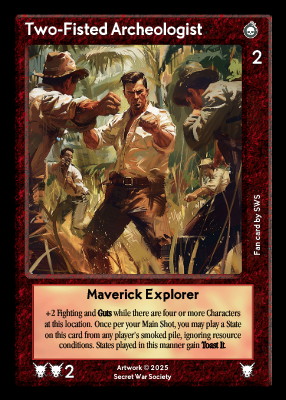 Two-Fisted Archeologist
2
Fan card by SWS
Maverick Explorer
+2 Fighting and Guts while there are four or more Characters
at this location. Once per your Main Shot, you may play a State
on this card from any player's smoked pile, ignoring resource
conditions. States played in this manner gain Toast It.
2
Artwork © 2025
Secret War Society